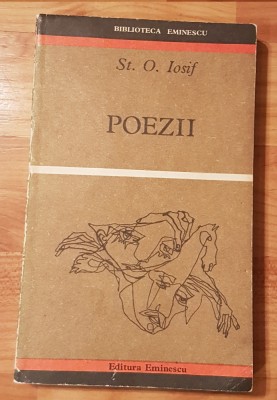 BIBLIOTECA EMINESCU
St. O. Iosif
POEZII
Editura Eminescu